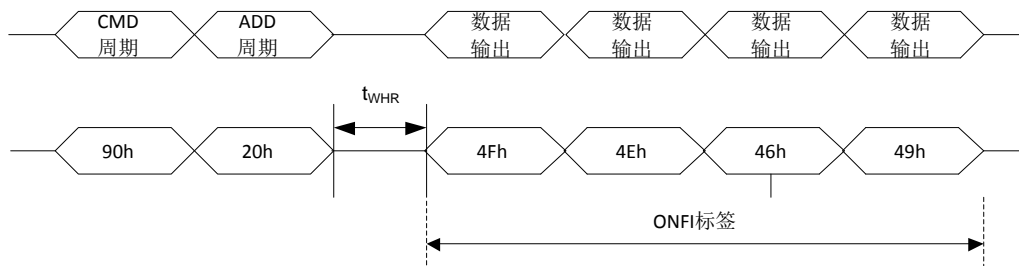 CMD
周期
ADD
周期
数据
输出
数据
输出
数据
输出
数据
输出
tWHR
90h
20h
4Fh
4Eh
46h
49h
ONFI标签